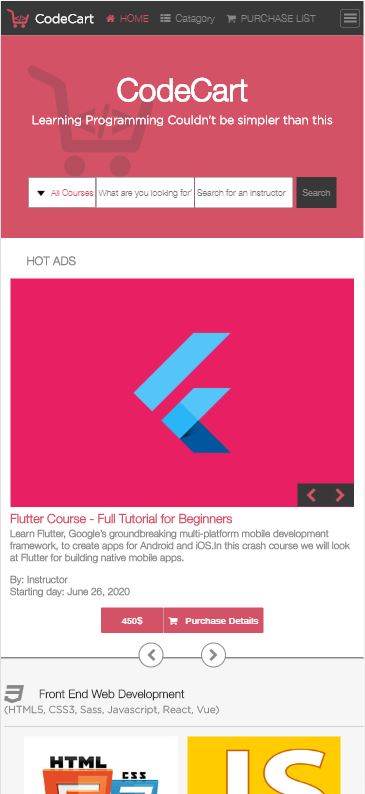 CodeCart HOME Catagory PURCHASE LIST
CodeCart
Learning Programming Couldn't be simpler than this
All Courses What are you looking for' Search for an Instructor Search
HOT ADS
Flutter Course - Full Tutorial for Beginners
Learn Flutter, Google's groundbreaking multi-platform mobile development
framework, to create apps for Android and iOS.In this crash course we will look
at Flutter for building native mobile apps.
By: Instructor
Starting day: June 26, 2020
450$ Purchase Details
Front End Web Development
(HTML5, CSS3, Sass, Javascript, React, Vue)
HTML CSS JS